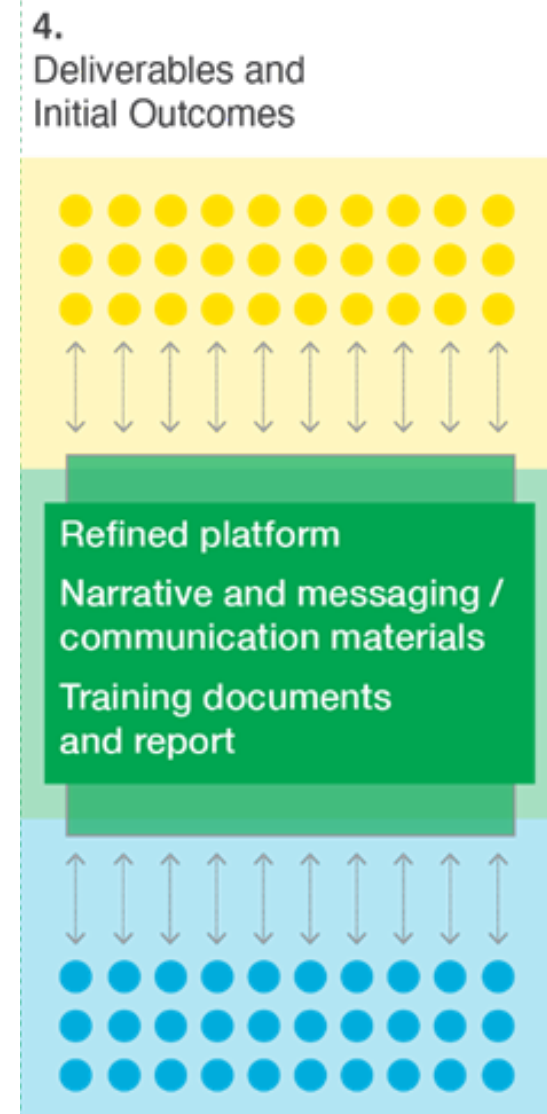 4.
Deliverables and
Initial Outcomes
Refined platform
Narrative and messaging /
communication materials
Training documents
and report